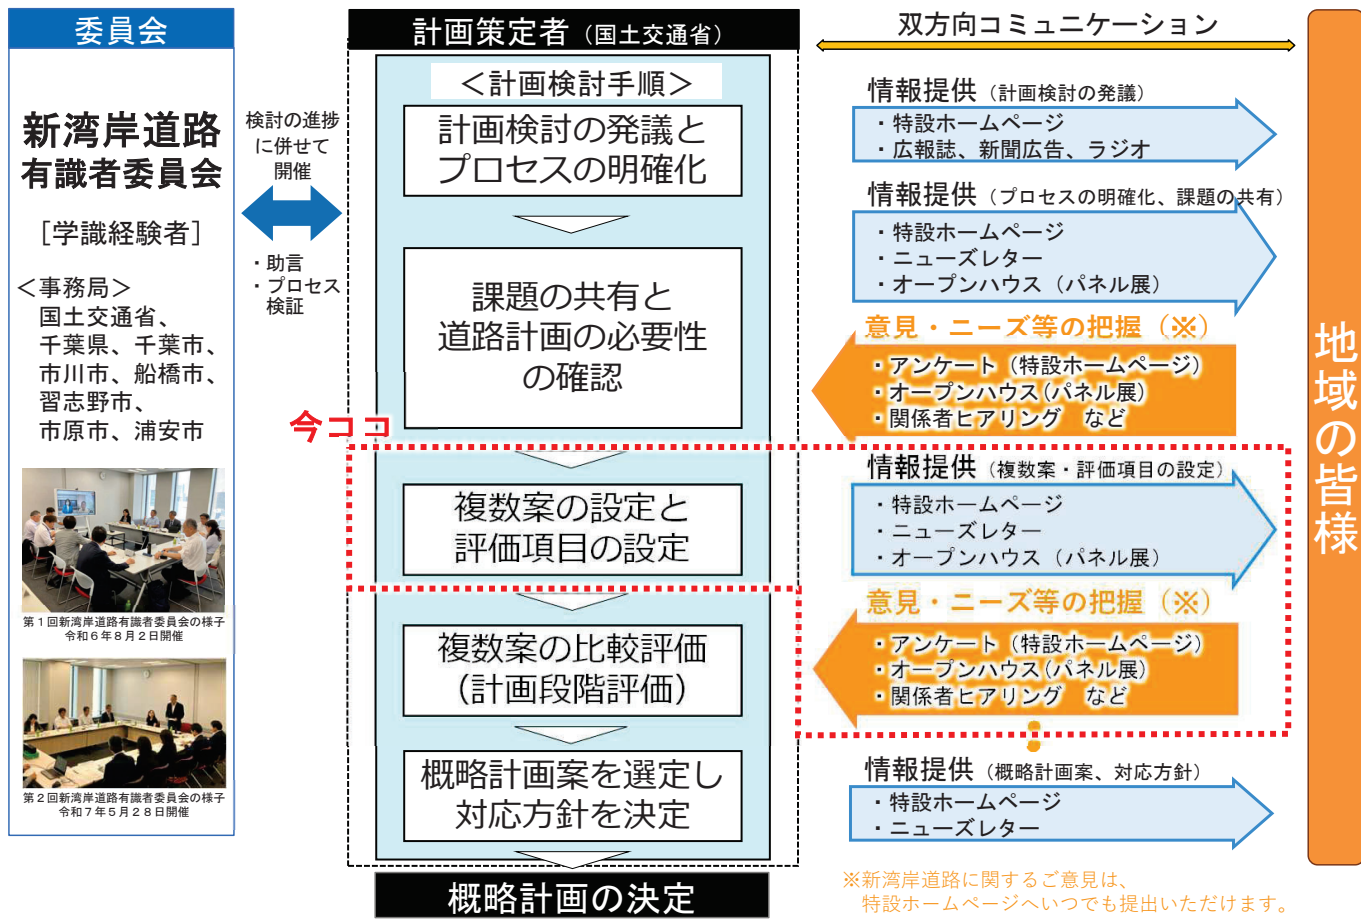 委員会
新湾岸道路
有識者委員会
［学識経験者］
＜事務局＞
国土交通省、
千葉県、千葉市、
市川市、船橋市、
習志野市、
市原市、浦安市
第１回新湾岸道路有識者委員会の様子
令和６年８月２日開催
第２回新湾岸道路有識者委員会の様子
令和７年５月２８日開催
検討の進捗
に併せて
開催
・助言
・プロセス
検証
計画策定者（国土交通省）
＜計画検討手順＞
計画検討の発議と
プロセスの明確化
課題の共有と
道路計画の必要性
の確認
今ココ
複数案の設定と
評価項目の設定
複数案の比較評価
（計画段階評価）
概略計画案を選定し
対応方針を決定
概略計画の決定
双方向コミュニケーション
情報提供（計画検討の発議）
・特設ホームページ
・広報誌、新聞広告、ラジオ
情報提供（プロセスの明確化、課題の共有）
・特設ホームページ
・ニューズレター
・オープンハウス（パネル展）
意見・ニーズ等の把握（※）
・アンケート（特設ホームページ）
・オープンハウス(パネル展)
・関係者ヒアリング　など
情報提供（複数案・評価項目の設定）
・特設ホームページ
・ニューズレター
・オープンハウス（パネル展）
意見・ニーズ等の把握（※）
・アンケート（特設ホームページ）
・オープンハウス(パネル展)
・関係者ヒアリング　など
情報提供（概略計画案、対応方針）
・特設ホームページ
・ニューズレター
※新湾岸道路に関するご意見は、
特設ホームページへいつでも提出いただけます。
地域の皆様